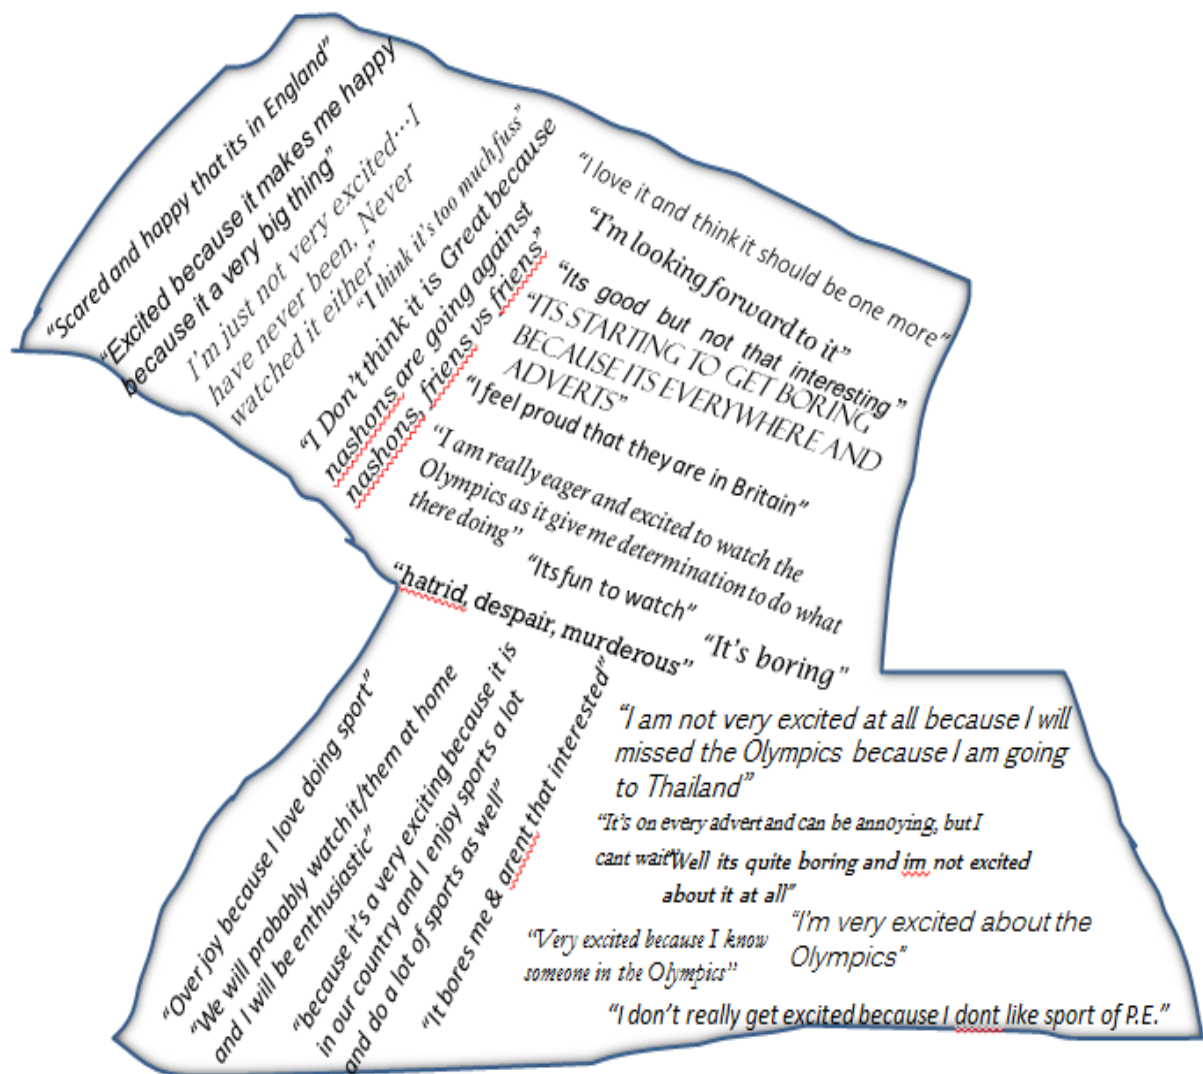 “Scared and happy that its in England”
“Excited because it makes me happy
because it a very big thing”
I'm just not very excited…I
have never been, Never
watched it either”
“I think it's too much fuss”
“I Don't think it is Great because
nashons are going against
nashons, friens vs friens”
“I love it and think it should be one more”
“I'm looking forward to it”
“Its good but not that interesting ”
“ITS STARTING TO GET BORING
BECAUSE ITS EVERYWHERE AND
ADVERTS”
“I feel proud that they are in Britain”
“I am really eager and excited to watch the
Olympics as it give me determination to do what
there doing”
“Its fun to watch”
“It's boring”
“hatrid, despair, murderous”
“Over joy because I love doing sport”
“We will probably watch it/them at home
and I will be enthusiastic”
“because it's a very exciting because it is
in our country and I enjoy sports a lot
and do a lot of sports as well”
“It bores me & arent that interested”
“I am not very excited at all because I will
missed the Olympics because I am going
to Thailand”
“It's on every advert and can be annoying, but I
cant wait”
“Well its quite boring and im not excited
about it at all”
“I'm very excited about the
Olympics”
“Very excited because I know
someone in the Olympics”
“I don't really get excited because I dont like sport of P.E.”